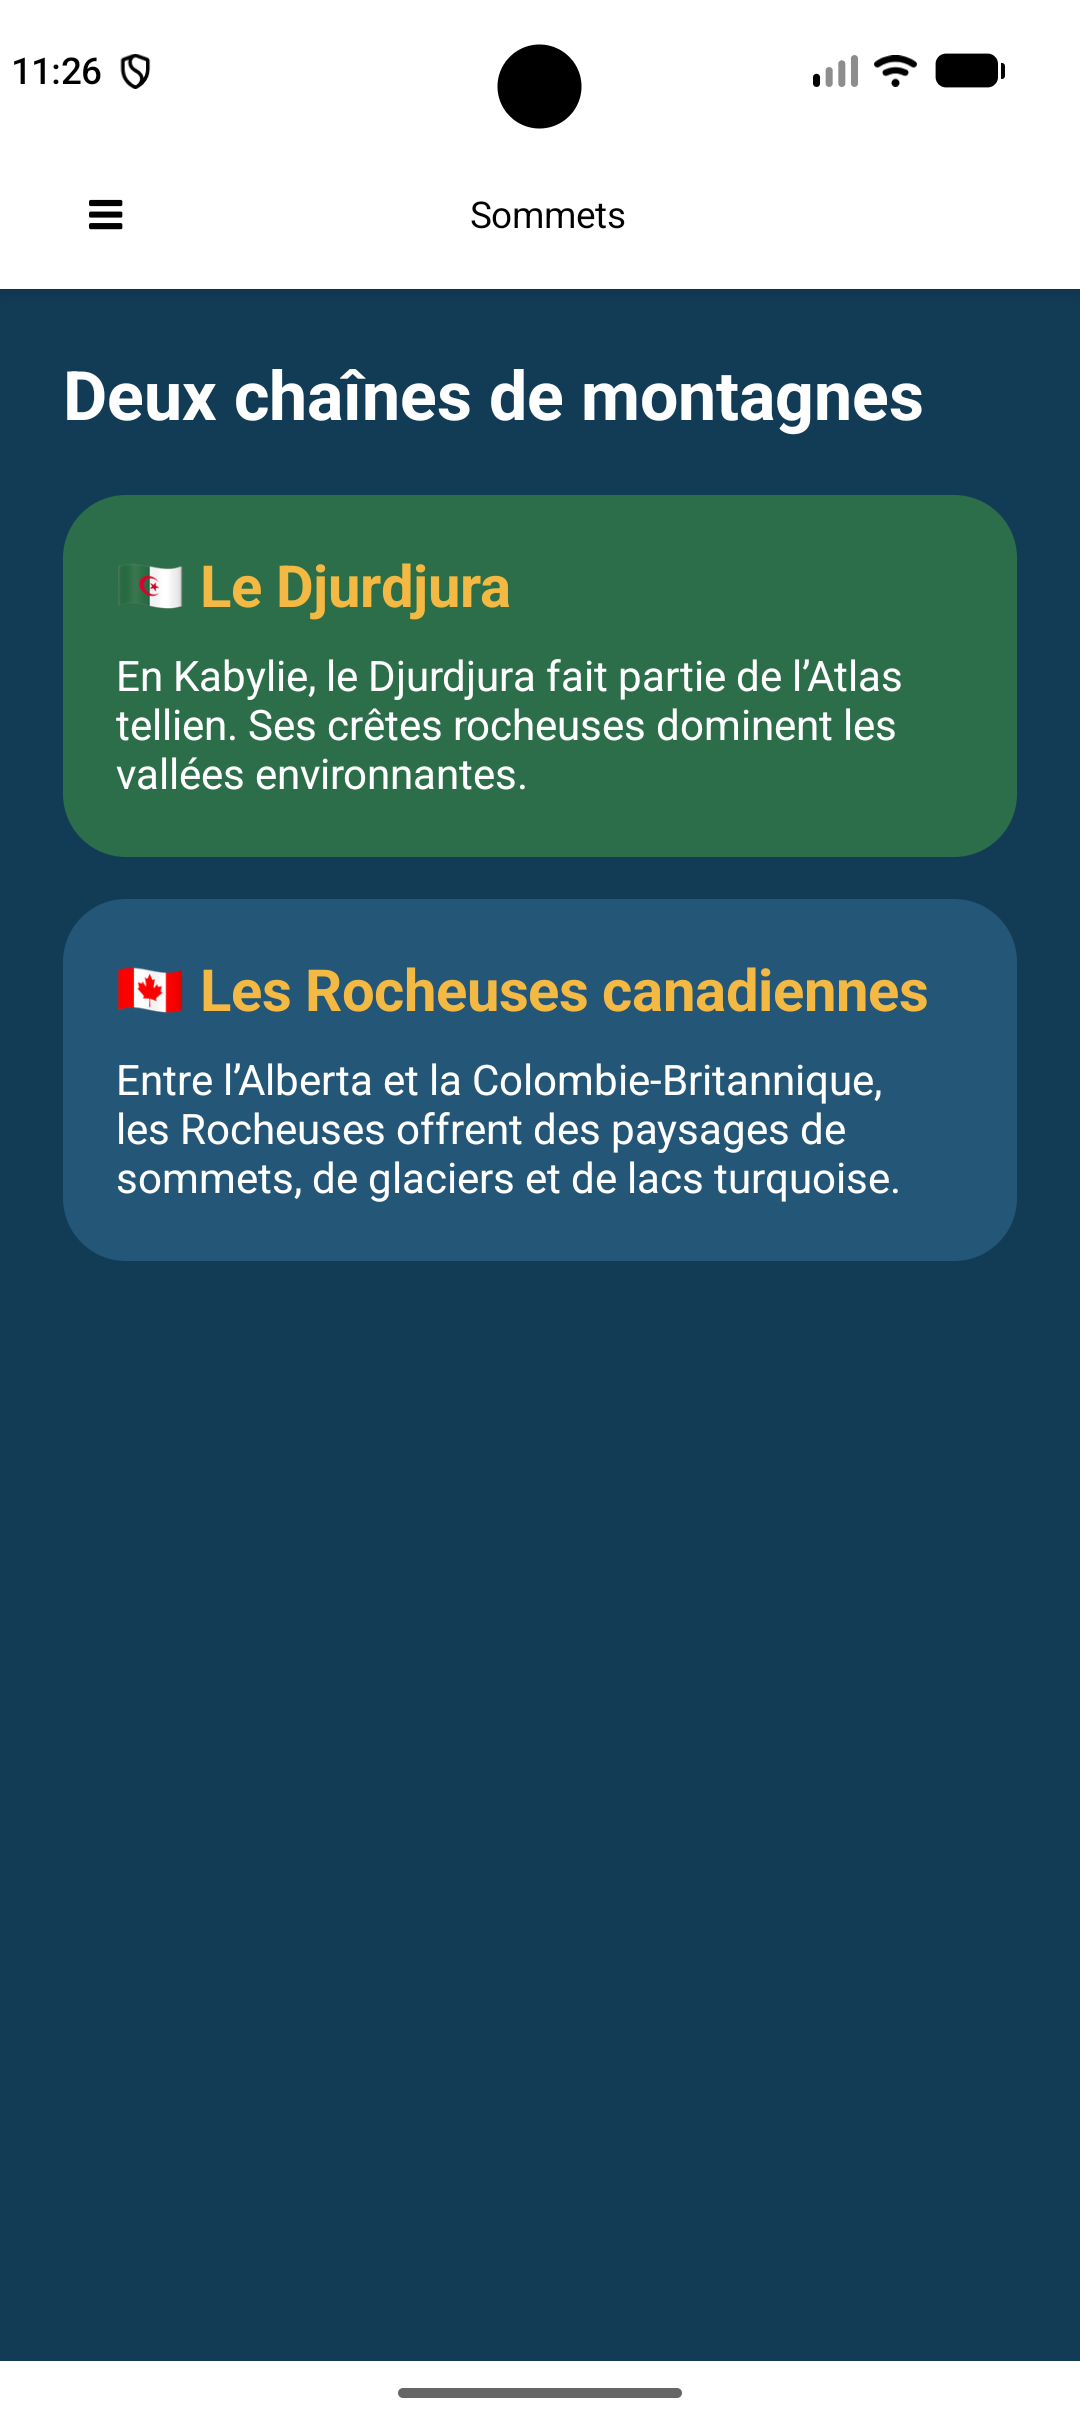 11:26
Sommets
Deux chaînes de montagnes
🇩🇿 Le Djurdjura
En Kabylie, le Djurdjura fait partie de l’Atlas
tellien. Ses crêtes rocheuses dominent les
vallées environnantes.
🇨🇦 Les Rocheuses canadiennes
Entre l’Alberta et la Colombie-Britannique,
les Rocheuses offrent des paysages de
sommets, de glaciers et de lacs turquoise.